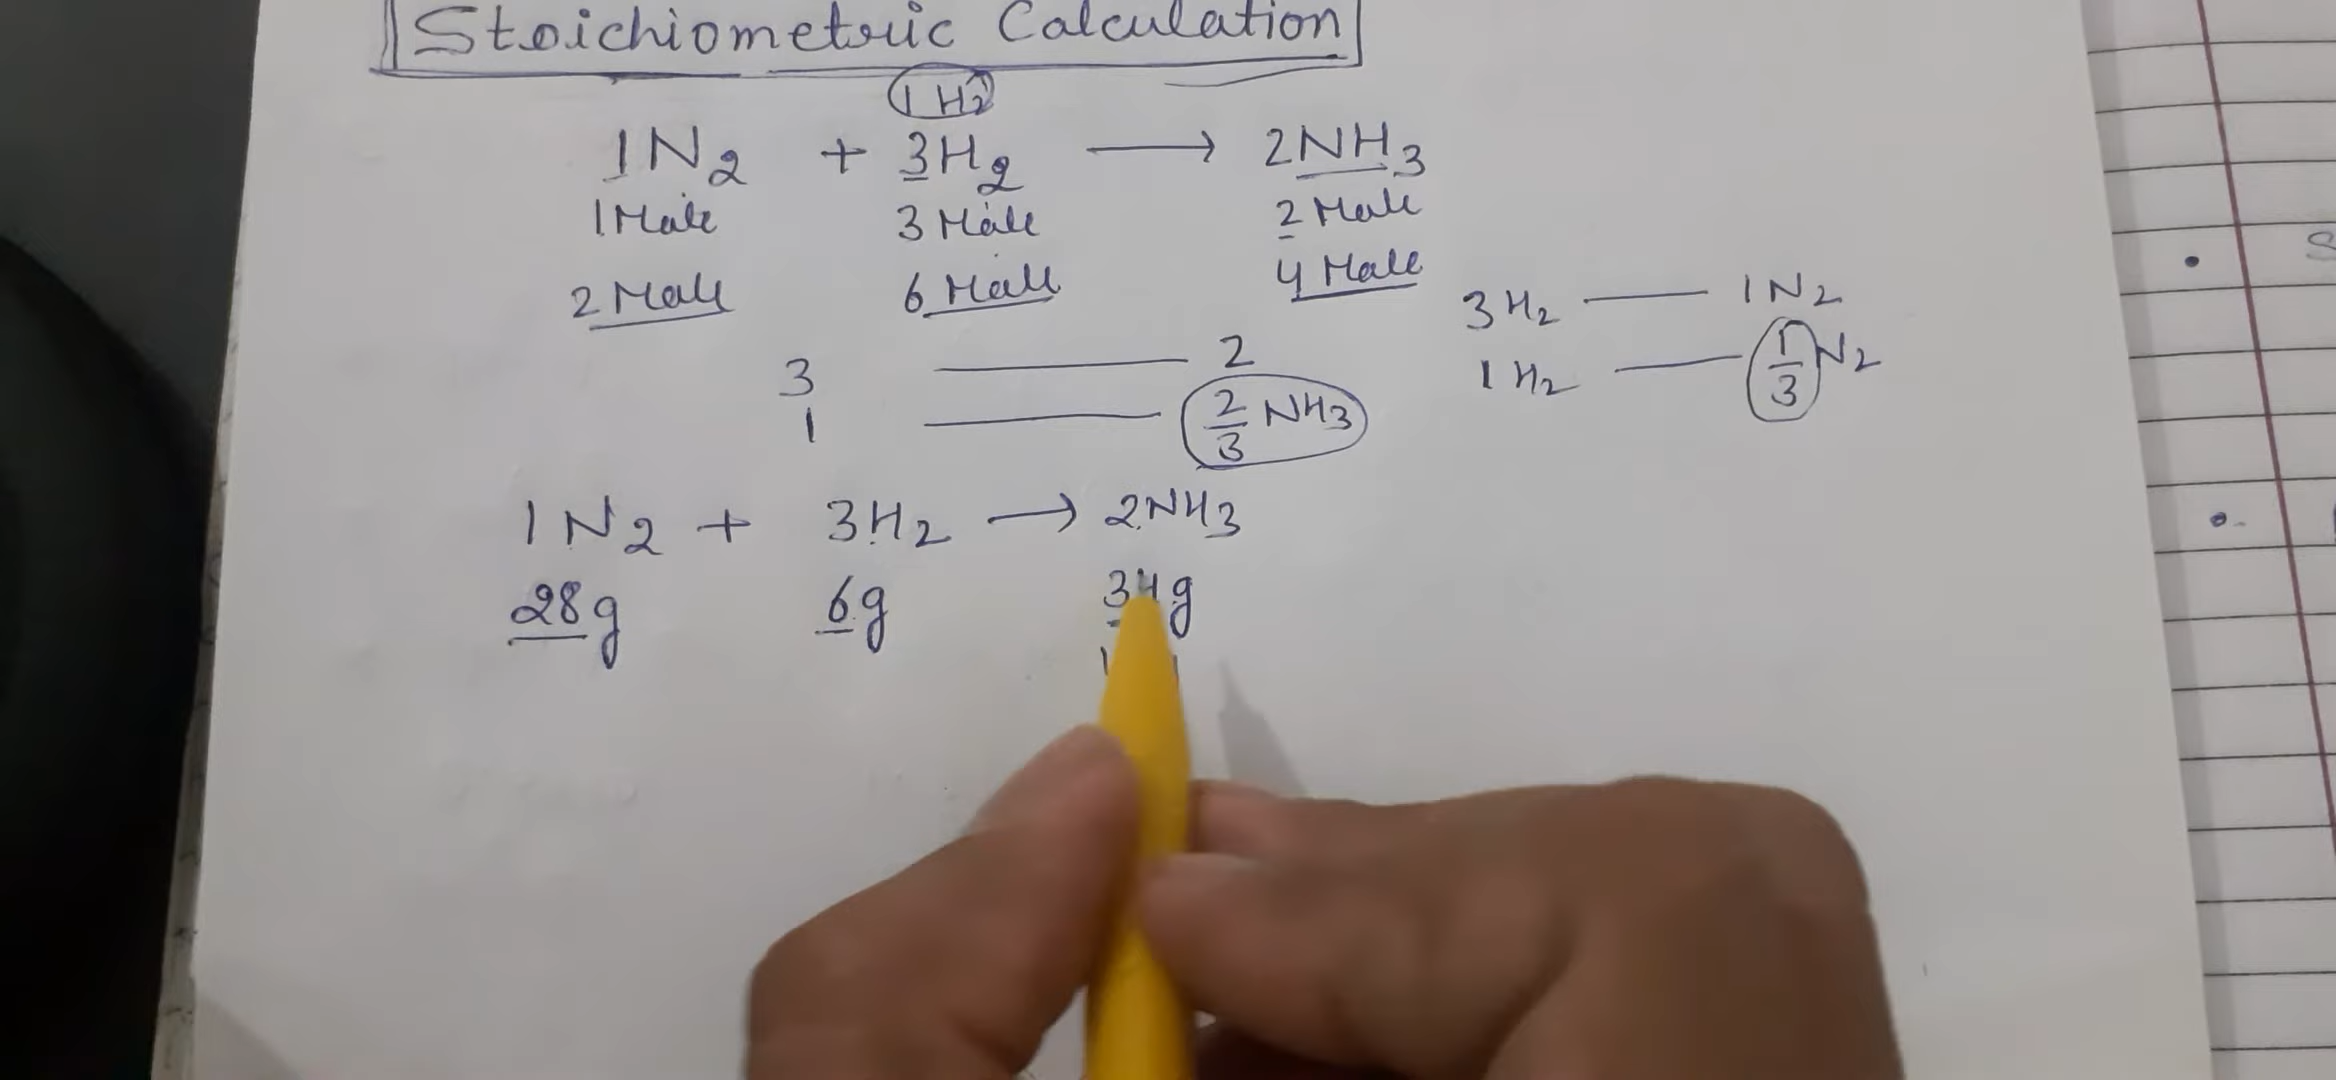 Stoichiometric Calculation
1 H2
1N2 + 3H2 → 2NH3
1 Mole 3 Mole 2 Mole
2 Mole 6 Mole 4 Mole
3H2 — 1N2
1H2 — 1/3 N2
3 — 2
1 — 2/3 NH3
1N2 + 3H2 → 2NH3
28g 6g 34g